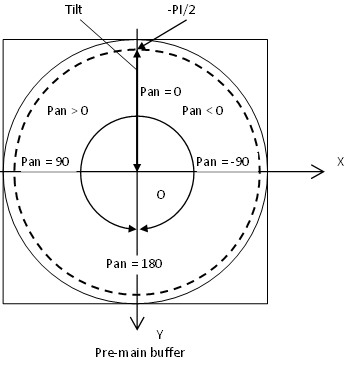 Tilt
-PI/2
Pan = 0
Pan > 0
Pan < 0
Pan = 90
Pan = -90
X
O
Pan = 180
Y
Pre-main buffer